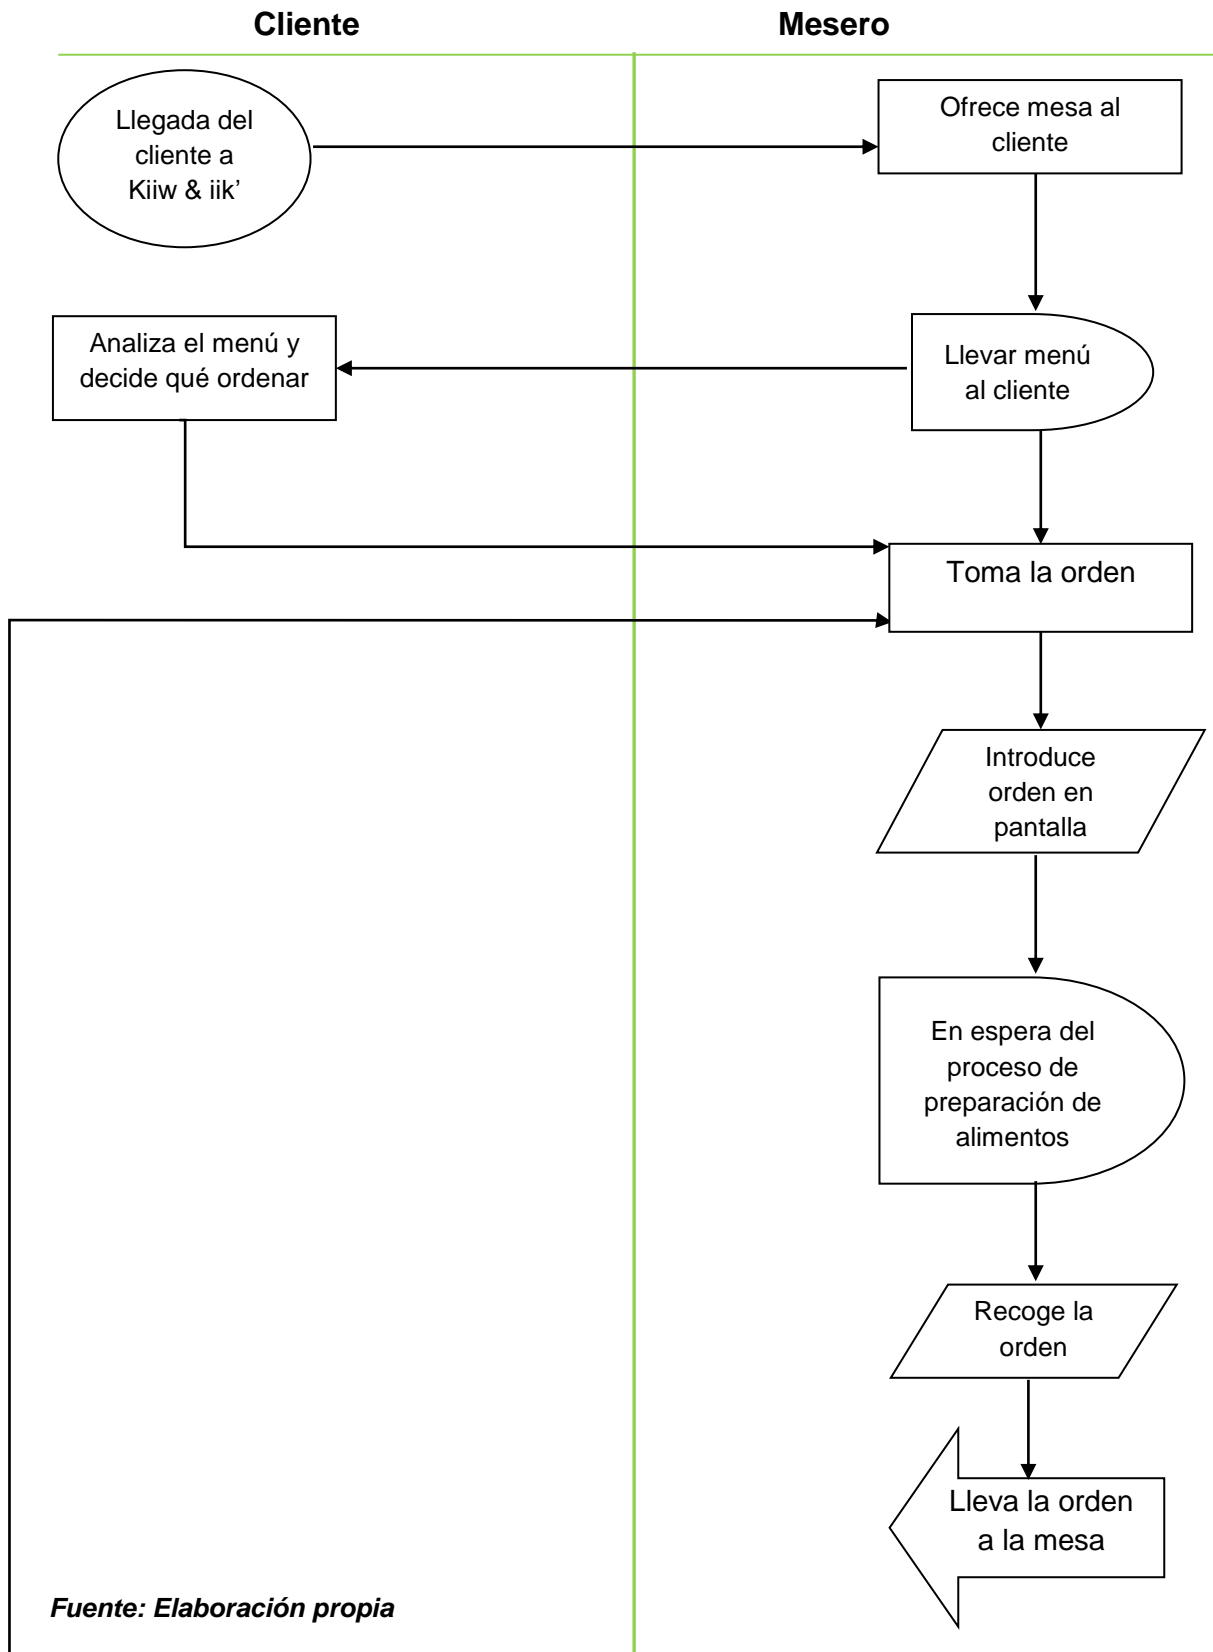 Cliente
Mesero
Llegada del
cliente a
Kiiw & iik’
Ofrece mesa al
cliente
Analiza el menú y
decide qué ordenar
Llevar menú
al cliente
Toma la orden
Introduce
orden en
pantalla
En espera del
proceso de
preparación de
alimentos
Recoge la
orden
Lleva la orden
a la mesa
Fuente: Elaboración propia